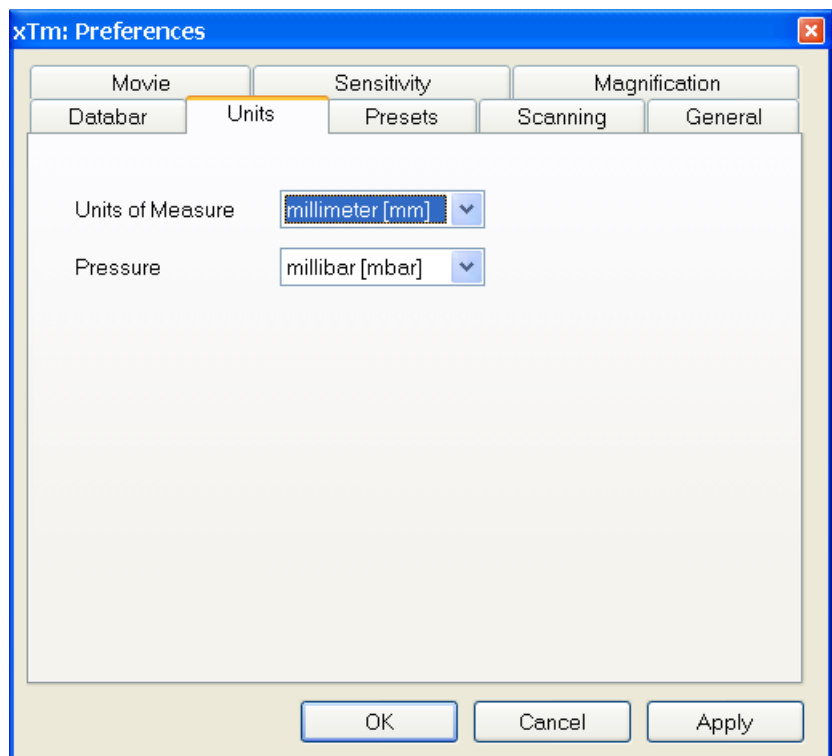 xTm: Preferences
Movie Sensitivity Magnification
Databar Units Presets Scanning General
Units of Measure millimeter [mm]
Pressure millibar [mbar]
OK Cancel Apply